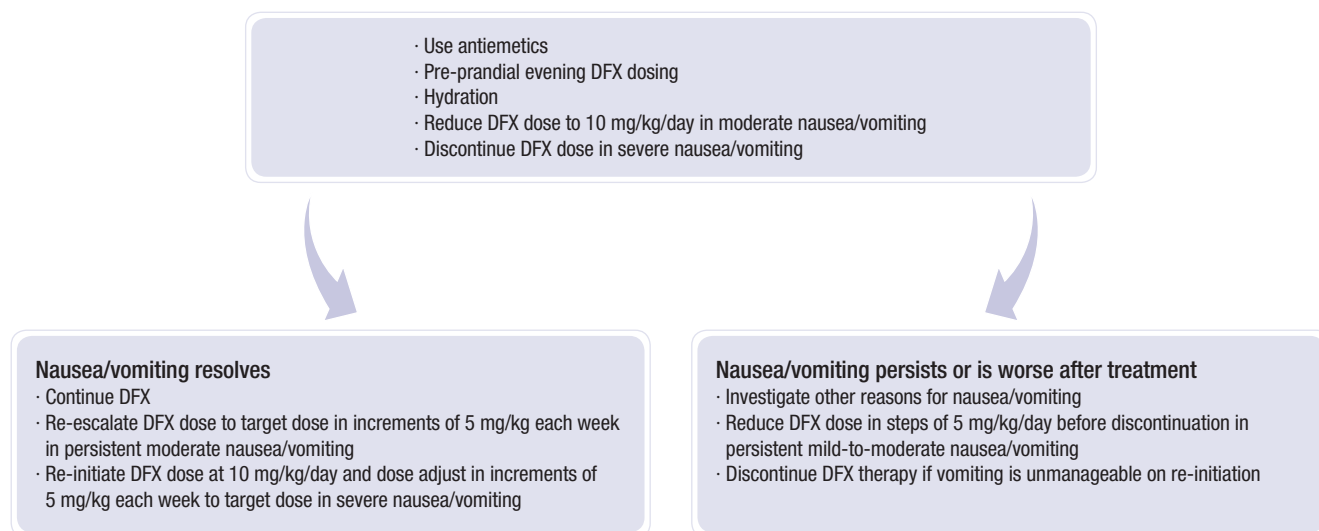 · Use antiemetics
· Pre-prandial evening DFX dosing
· Hydration
· Reduce DFX dose to 10 mg/kg/day in moderate nausea/vomiting
· Discontinue DFX dose in severe nausea/vomiting
Nausea/vomiting resolves
· Continue DFX
· Re-escalate DFX dose to target dose in increments of 5 mg/kg each week
in persistent moderate nausea/vomiting
· Re-initiate DFX dose at 10 mg/kg/day and dose adjust in increments of
5 mg/kg each week to target dose in severe nausea/vomiting
Nausea/vomiting persists or is worse after treatment
· Investigate other reasons for nausea/vomiting
· Reduce DFX dose in steps of 5 mg/kg/day before discontinuation in
persistent mild-to-moderate nausea/vomiting
· Discontinue DFX therapy if vomiting is unmanageable on re-initiation